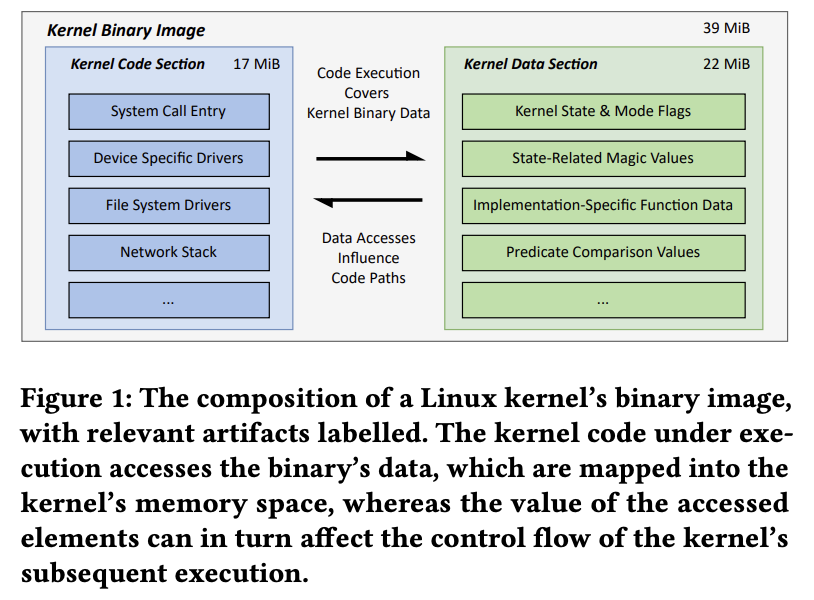 Kernel Binary Image 39 MiB
Kernel Code Section 17 MiB
System Call Entry
Device Specific Drivers
File System Drivers
Network Stack
...
Code Execution
Covers
Kernel Binary Data
Data Accesses
Influence
Code Paths
Kernel Data Section 22 MiB
Kernel State & Mode Flags
State-Related Magic Values
Implementation-Specific Function Data
Predicate Comparison Values
...
Figure 1: The composition of a Linux kernel’s binary image,
with relevant artifacts labelled. The kernel code under exe-
cution accesses the binary’s data, which are mapped into the
kernel’s memory space, whereas the value of the accessed
elements can in turn affect the control flow of the kernel’s
subsequent execution.